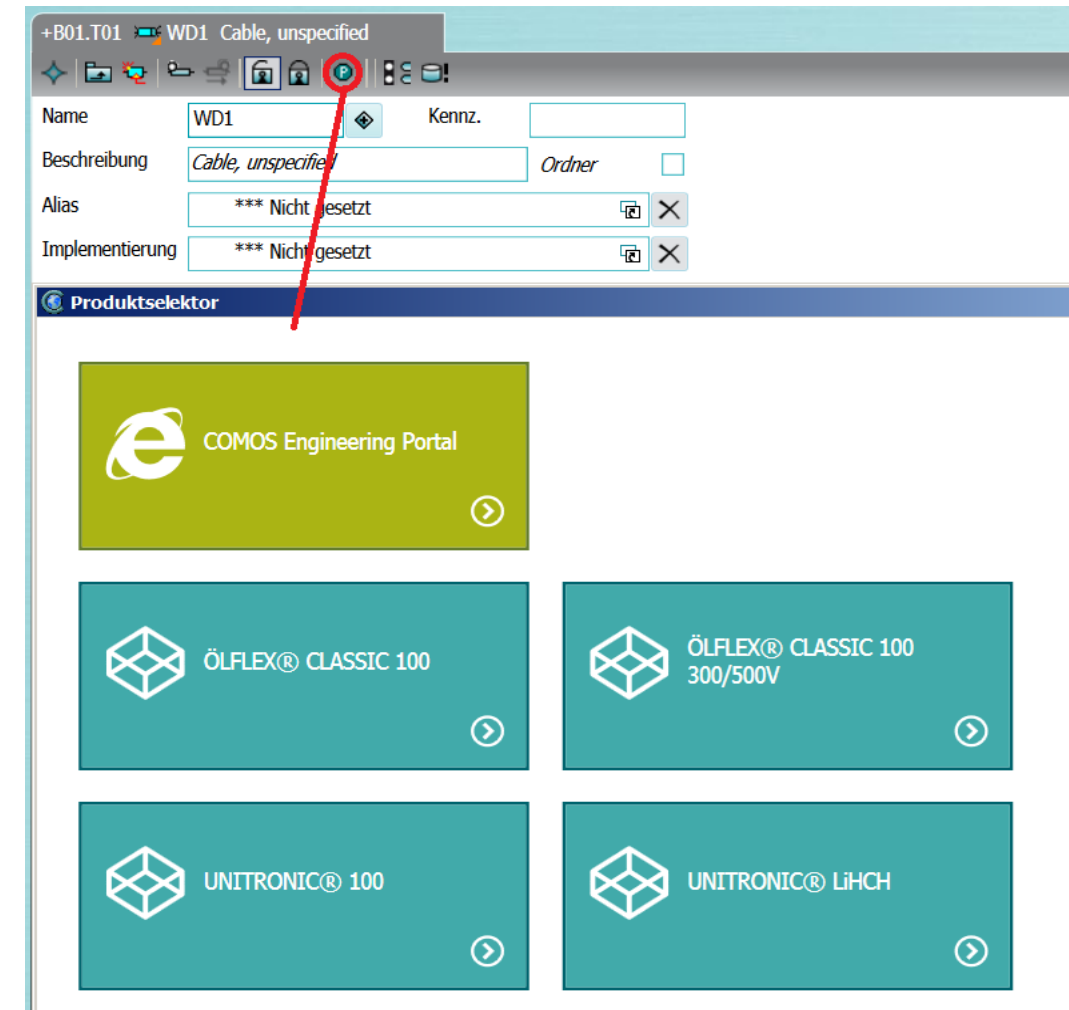 +B01.T01 WD1 Cable, unspecified
P
Name WD1 Kennz.
Beschreibung Cable, unspecified Ordner
Alias *** Nicht gesetzt
Implementierung *** Nicht gesetzt
Produktselektor
COMOS Engineering Portal
ÖLFLEX® CLASSIC 100
ÖLFLEX® CLASSIC 100
300/500V
UNITRONIC® 100
UNITRONIC® LiHCH